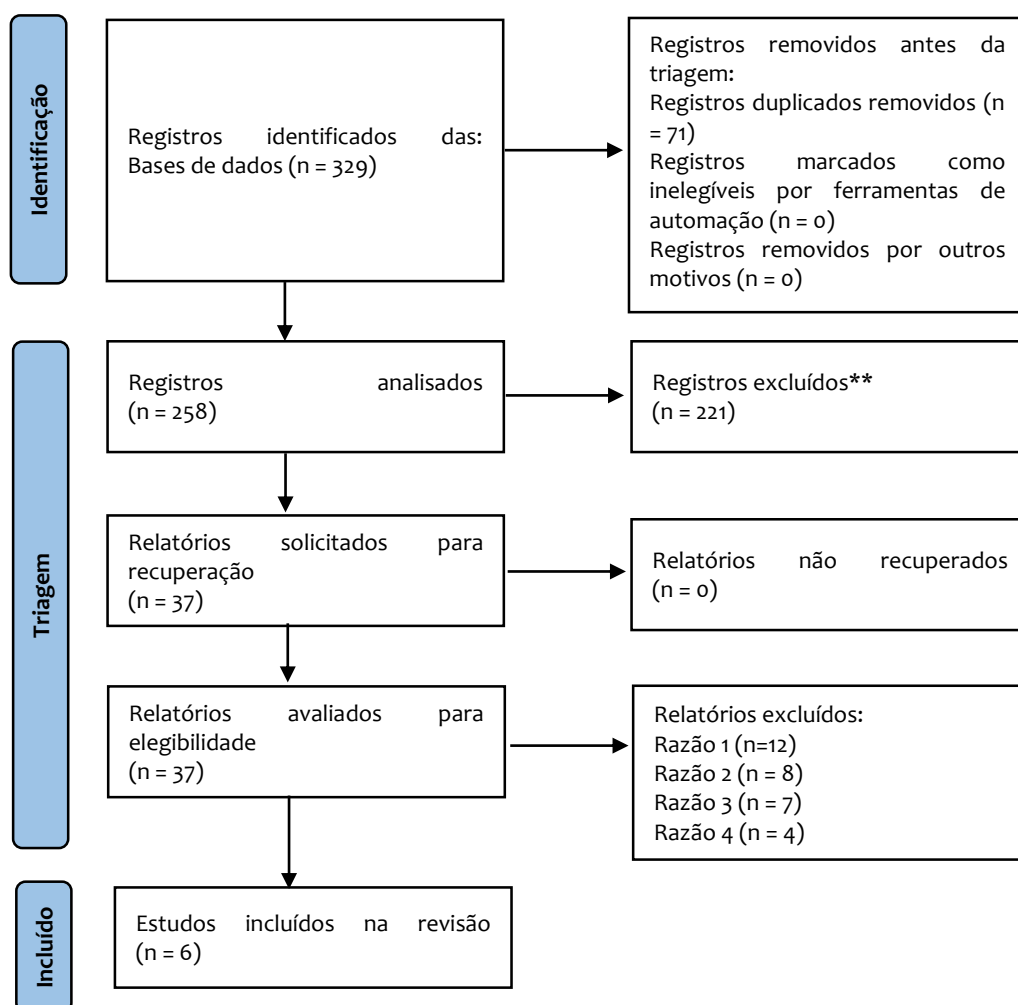 Identificação
Registros identificados das:
Bases de dados (n = 329)
Registros removidos antes da
triagem:
Registros duplicados removidos (n
= 71)
Registros marcados como
inelegíveis por ferramentas de
automação (n = 0)
Registros removidos por outros
motivos (n = 0)
Triagem
Registros analisados
(n = 258)
Registros excluídos**
(n = 221)
Relatórios solicitados para
recuperação
(n = 37)
Relatórios não recuperados
(n = 0)
Relatórios avaliados para
elegibilidade
(n = 37)
Relatórios excluídos:
Razão 1 (n=12)
Razão 2 (n = 8)
Razão 3 (n = 7)
Razão 4 (n = 4)
Incluído
Estudos incluídos na revisão
(n = 6)